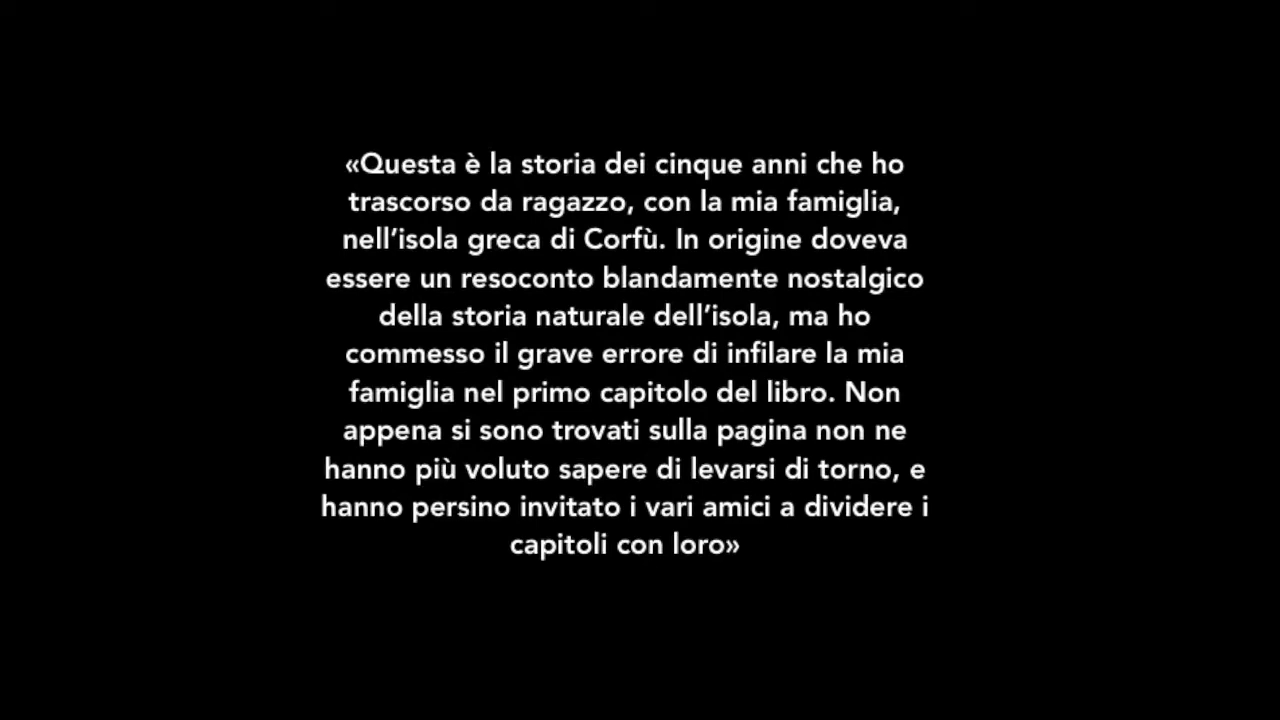 «Questa è la storia dei cinque anni che ho
trascorso da ragazzo, con la mia famiglia,
nell’isola greca di Corfù. In origine doveva
essere un resoconto blandamente nostalgico
della storia naturale dell’isola, ma ho
commesso il grave errore di infilare la mia
famiglia nel primo capitolo del libro. Non
appena si sono trovati sulla pagina non ne
hanno più voluto sapere di levarsi di torno, e
hanno persino invitato i vari amici a dividere i
capitoli con loro»